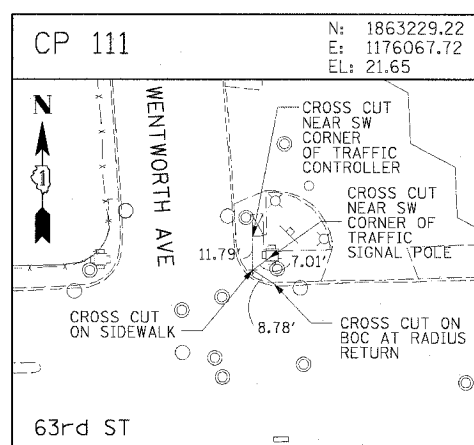 CP 111
N: 1863229.22
E: 1176067.72
EL: 21.65
N
1
WENTWORTH AVE
CROSS CUT
NEAR SW
CORNER
OF TRAFFIC
CONTROLLER
CROSS CUT
NEAR SW
CORNER OF
TRAFFIC
SIGNAL POLE
11.79'
7.01'
8.78'
CROSS CUT
ON SIDEWALK
CROSS CUT ON
BOC AT RADIUS
RETURN
63rd ST